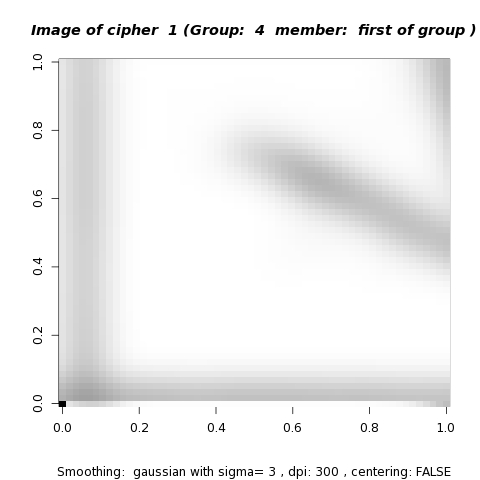 Image of cipher  1 (Group:  4  member:  first of group )
1.0
0.8
0.6
0.4
0.2
0.0
0.0 0.2 0.4 0.6 0.8 1.0
Smoothing:  gaussian with sigma= 3 , dpi: 300 , centering: FALSE